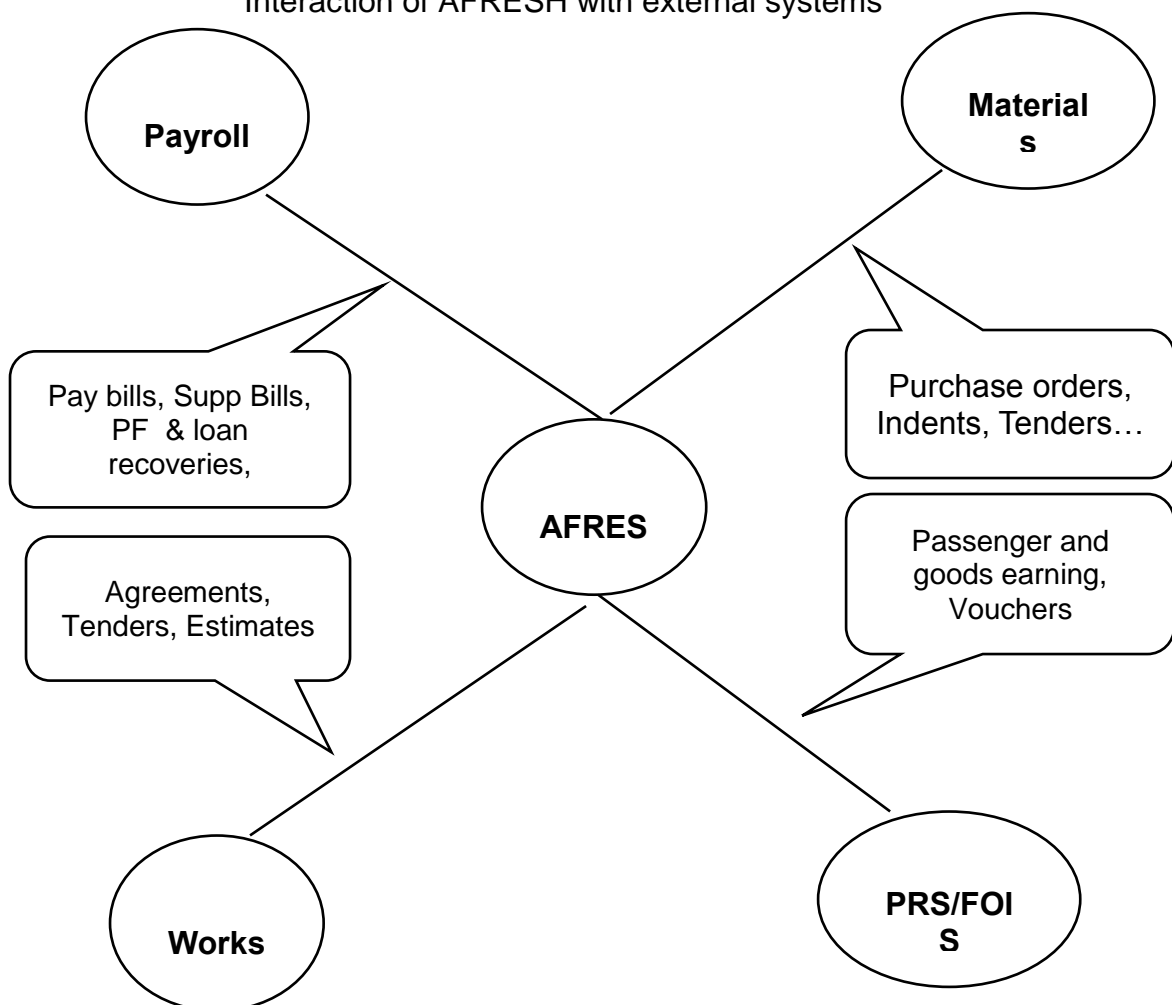 Interaction of AFRESH with external systems
Payroll
Material
s
Pay bills, Supp Bills,
PF & loan
recoveries,
Purchase orders,
Indents, Tenders…
AFRES
Agreements,
Tenders, Estimates
Passenger and
goods earning,
Vouchers
Works
PRS/FOI
S